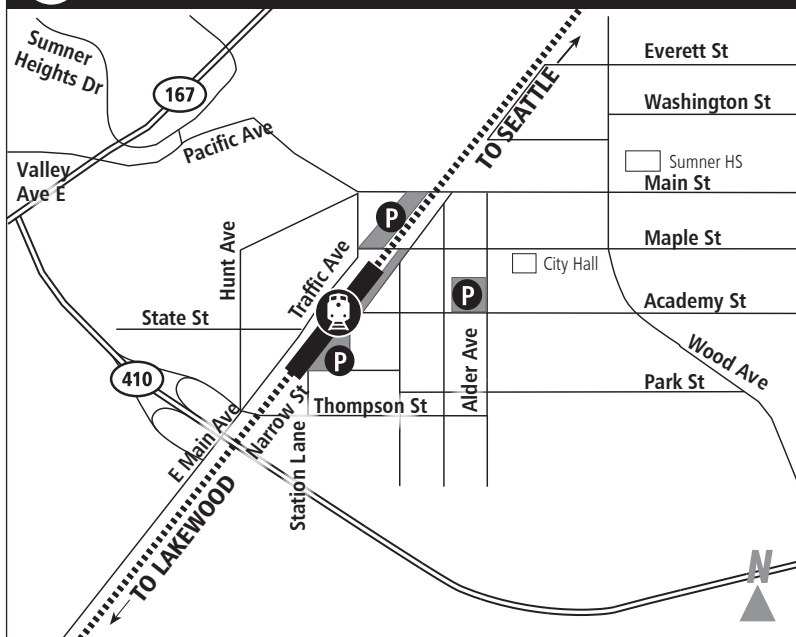 Sumner
Heights Dr
167
Everett St
Washington St
TO SEATTLE
Pacific Ave
Valley
Ave E
Sumner HS
Main St
P
Maple St
Hunt Ave
Traffic Ave
City Hall
P
Academy St
State St
Wood Ave
Alder Ave
P
410
Park St
Thompson St
Narrow St
E Main Ave
Station Lane
TO LAKEWOOD
N